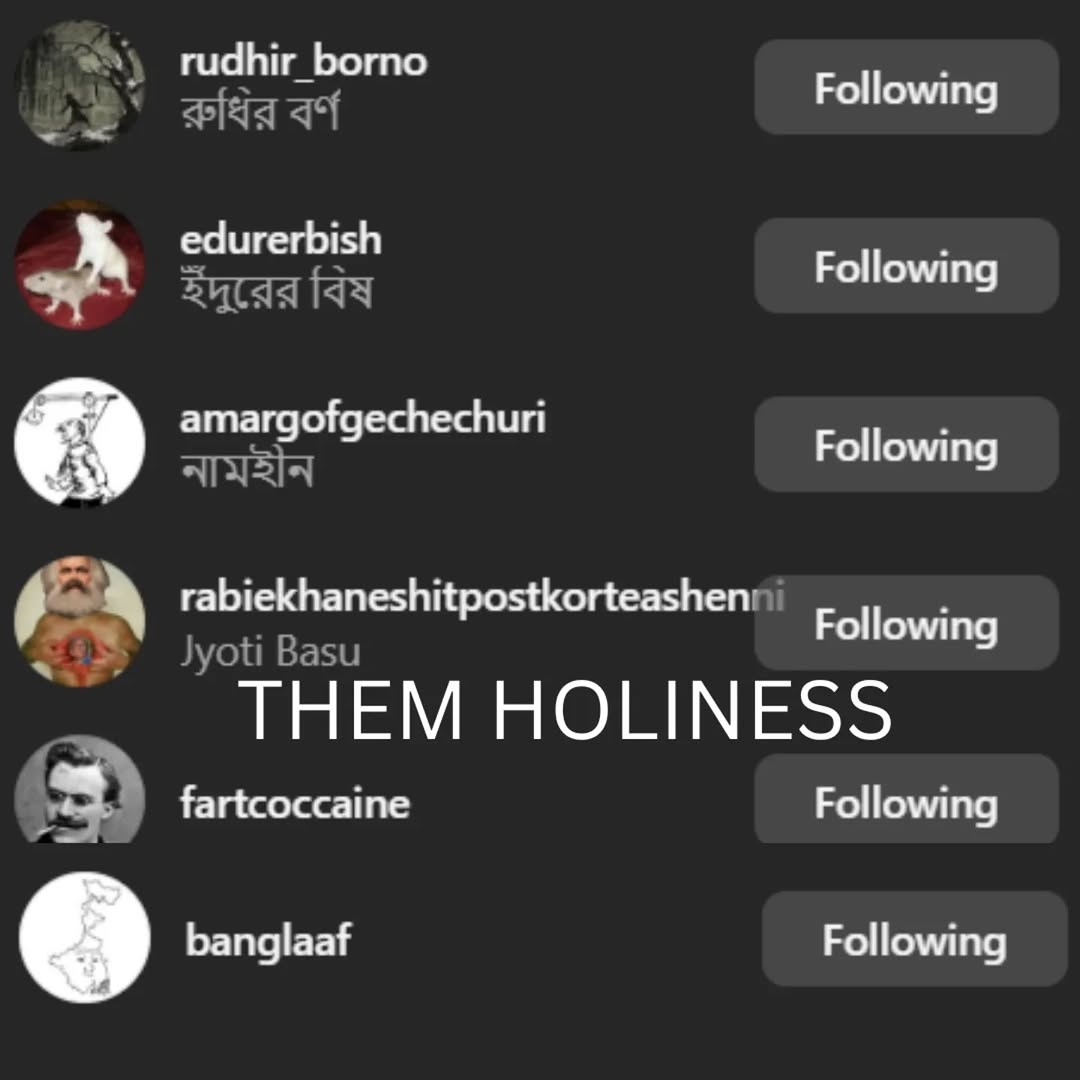 rudhir_borno
রুধির বর্ণ
Following
edurerbish
ইঁদুরের বিষ
Following
amargofgechechuri
নামহীন
Following
rabiekhaneshitpostkorteashenni
Jyoti Basu
Following
THEM HOLINESS
fartcoccaine
Following
banglaaf
Following